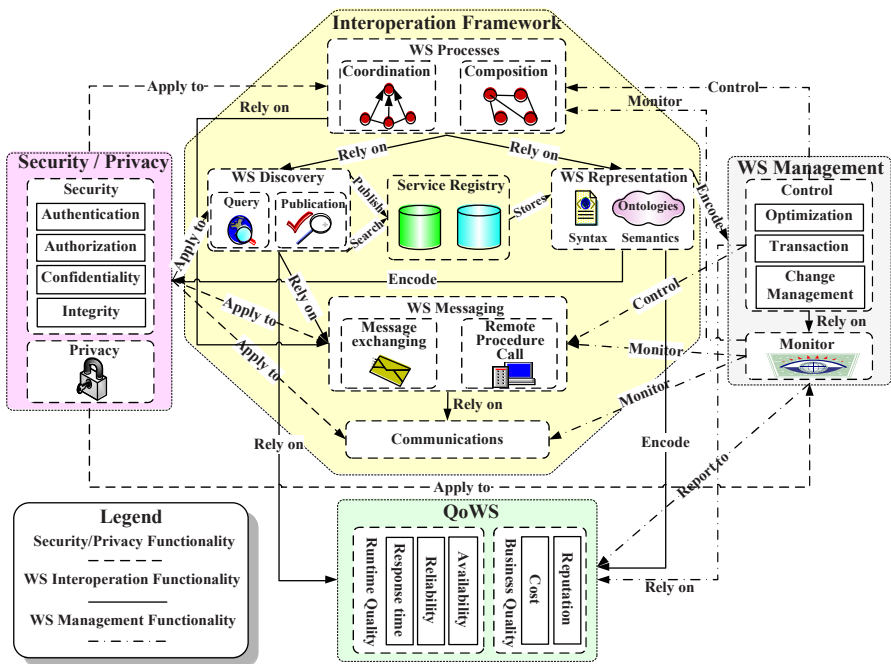 Interoperation Framework
WS Processes
Coordination
Composition
Apply to
Rely on
Control
Monitor
Rely on
Rely on
Security / Privacy
Security
Authentication
Authorization
Confidentiality
Integrity
Privacy
Apply to
WS Discovery
Query
Publication
Publish
Search
Service Registry
Stores
WS Representation
Ontologies
Syntax
Semantics
Encode
WS Management
Control
Optimization
Transaction
Change
Management
Rely on
Monitor
Encode
Rely on
Apply to
Apply to
Control
Monitor
Monitor
WS Messaging
Message
exchanging
Remote
Procedure
Call
Rely on
Communications
Rely on
Encode
Apply to
Report to
Rely on
QoWS
Runtime Quality
Response time
Reliability
Availability
Business Quality
Cost
Reputation
Legend
Security/Privacy Functionality
WS Interoperation Functionality
WS Management Functionality